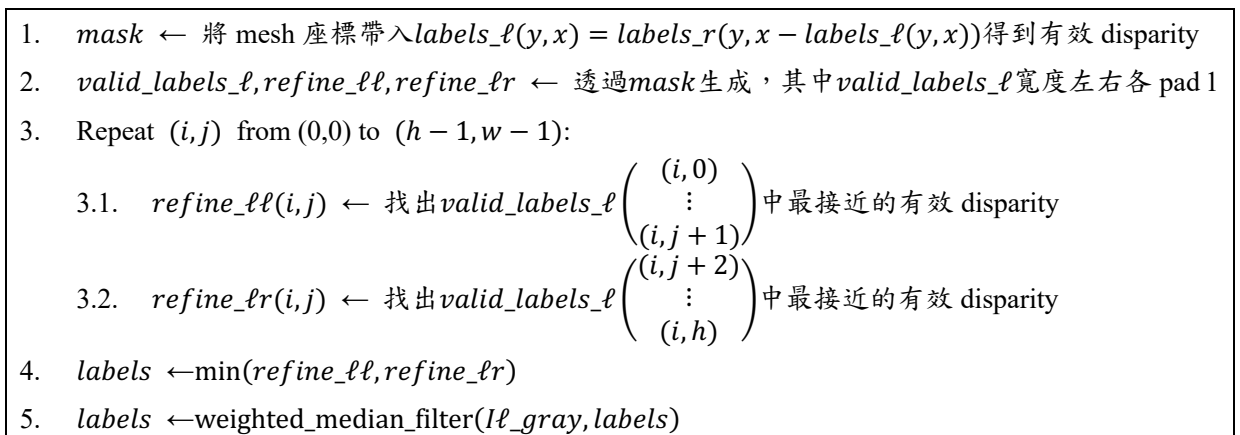 1. mask ← 將 mesh 座標帶入labels_ℓ(y, x) = labels_r(y, x − labels_ℓ(y, x))得到有效 disparity
2. valid_labels_ℓ, refine_ℓℓ, refine_ℓr ← 透過mask生成，其中valid_labels_ℓ寬度左右各 pad 1
3. Repeat (i, j) from (0,0) to (h − 1, w − 1):
3.1. refine_ℓℓ(i, j) ← 找出valid_labels_ℓ ( (i, 0) ⋮ (i, j + 1) ) 中最接近的有效 disparity
3.2. refine_ℓr(i, j) ← 找出valid_labels_ℓ ( (i, j + 2) ⋮ (i, h) ) 中最接近的有效 disparity
4. labels ←min(refine_ℓℓ, refine_ℓr)
5. labels ←weighted_median_filter(Iℓ_gray, labels)